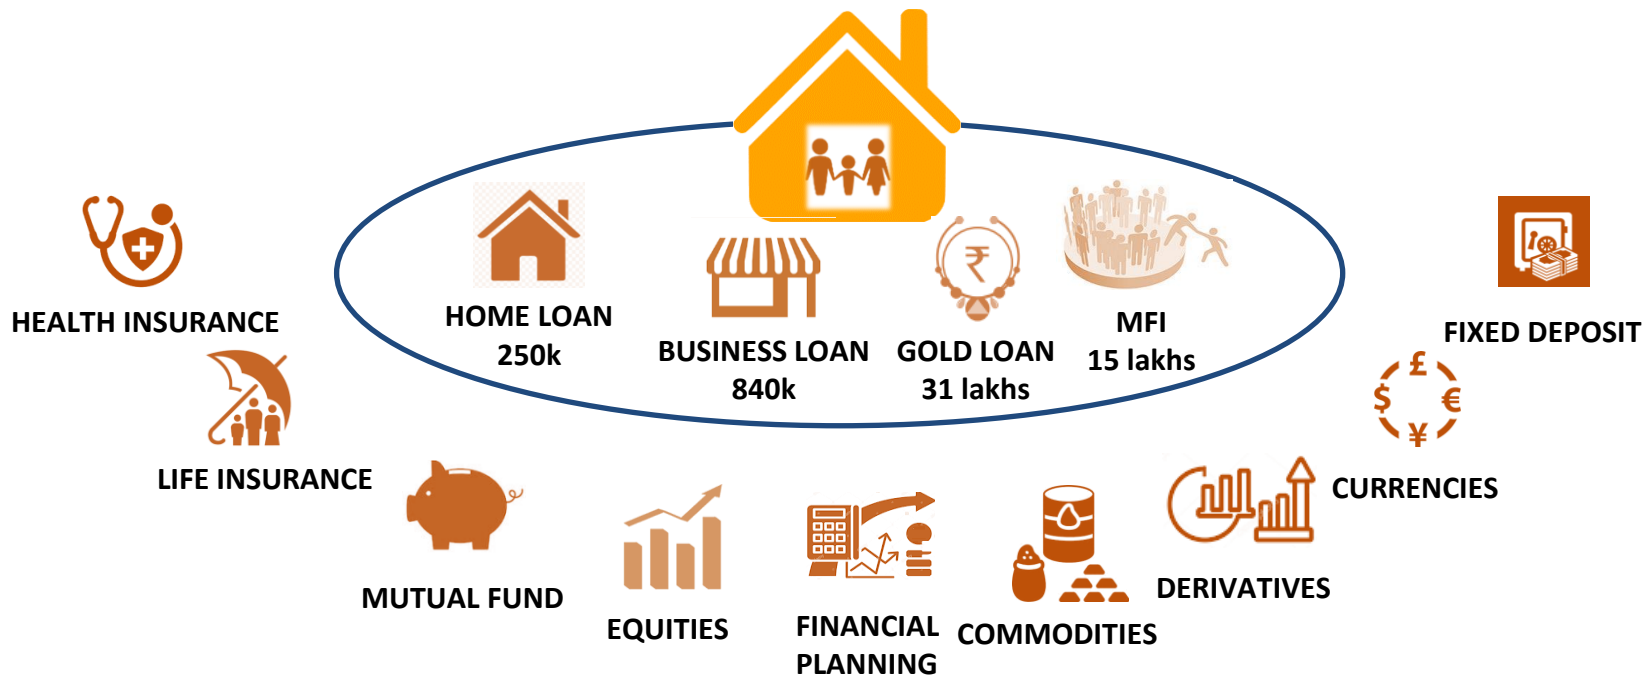 HEALTH INSURANCE
HOME LOAN
250k
BUSINESS LOAN
840k
₹
GOLD LOAN
31 lakhs
MFI
15 lakhs
FIXED DEPOSIT
LIFE INSURANCE
£
$
€
¥
CURRENCIES
MUTUAL FUND
EQUITIES
FINANCIAL
PLANNING
COMMODITIES
DERIVATIVES